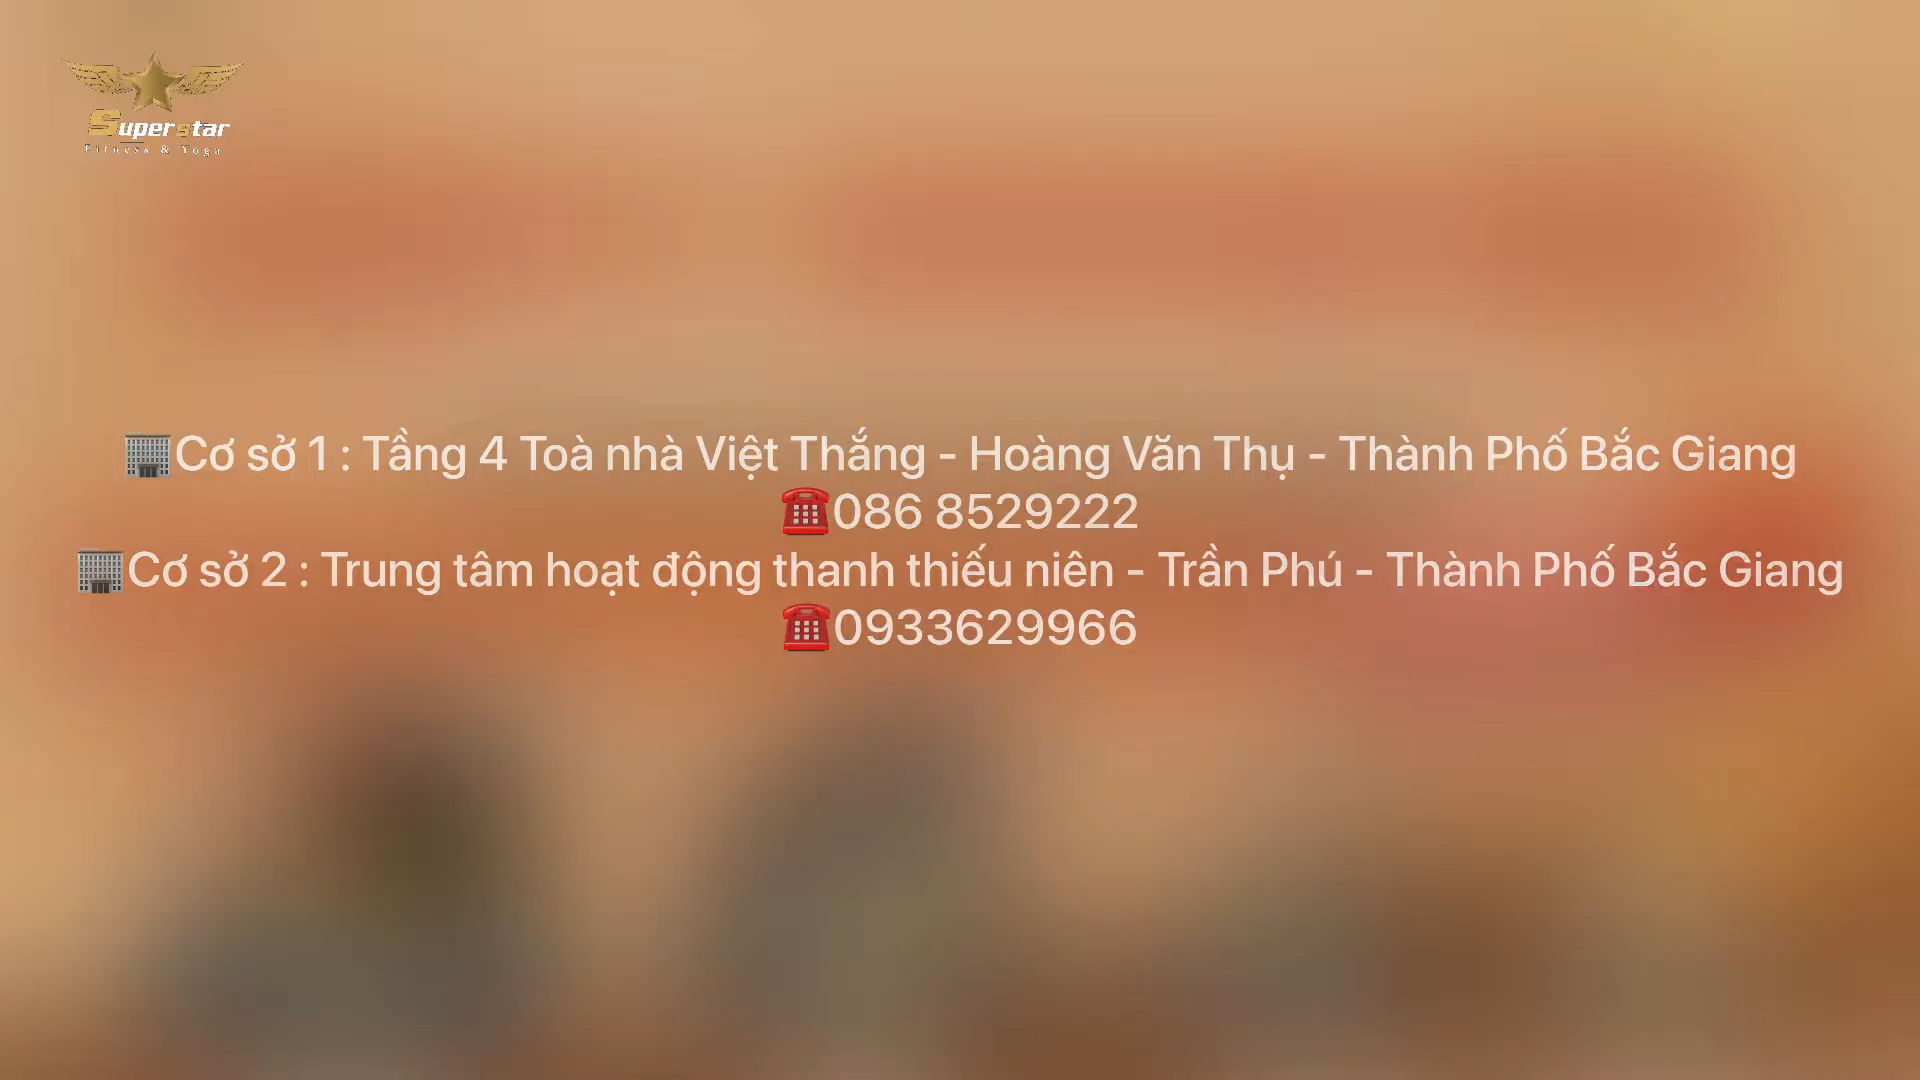 Superstar
Fitness & Yoga
🏢Cơ sở 1 : Tầng 4 Toà nhà Việt Thắng - Hoàng Văn Thụ - Thành Phố Bắc Giang
☎️086 8529222
🏢Cơ sở 2 : Trung tâm hoạt động thanh thiếu niên - Trần Phú - Thành Phố Bắc Giang
☎️0933629966